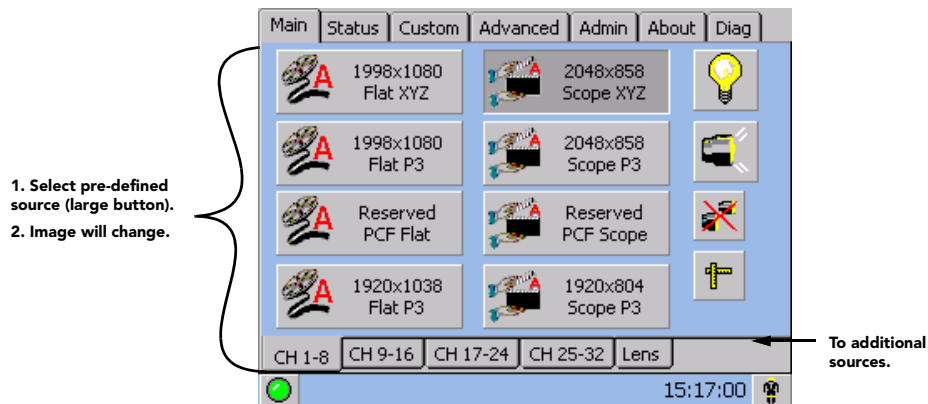 Main Status Custom Advanced Admin About Diag
A 1998x1080
Flat XYZ
A 2048x858
Scope XYZ
A 1998x1080
Flat P3
A 2048x858
Scope P3
1. Select pre-defined
source (large button).
2. Image will change.
A Reserved
PCF Flat
A Reserved
PCF Scope
A 1920x1038
Flat P3
A 1920x804
Scope P3
CH 1-8 CH 9-16 CH 17-24 CH 25-32 Lens
To additional
sources.
15:17:00